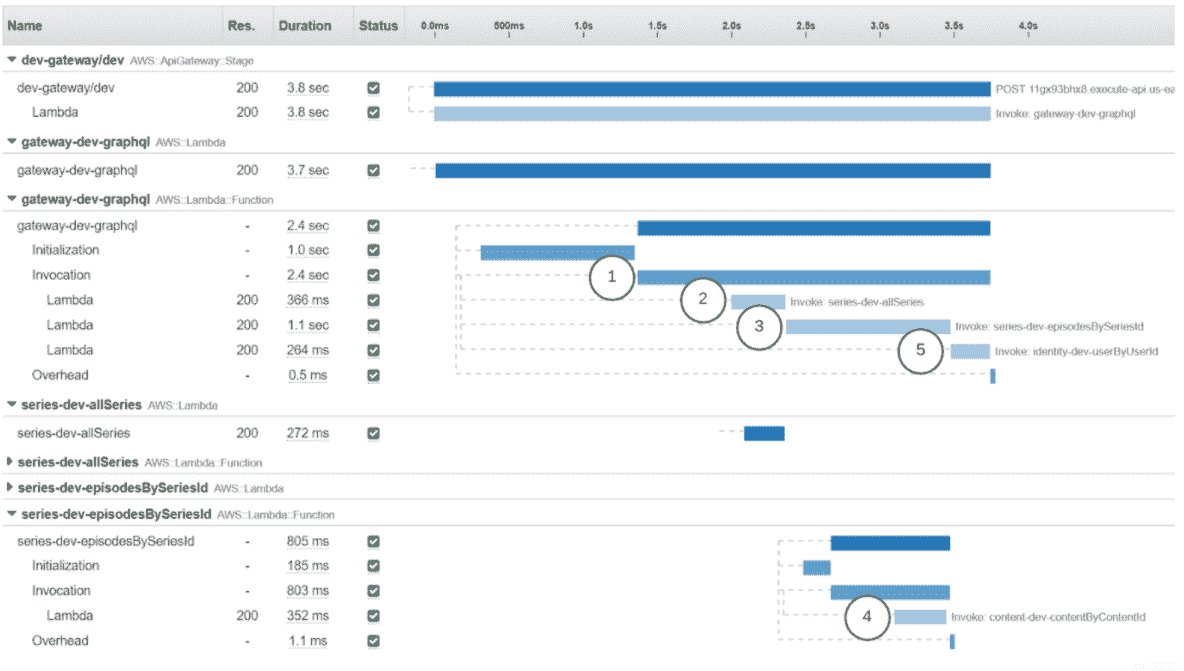 Name Res. Duration Status 0.0ms 500ms 1.0s 1.5s 2.0s 2.5s 3.0s 3.5s 4.0s
dev-gateway/dev AWS::ApiGateway::Stage
dev-gateway/dev 200 3.8 sec POST 11gx93bhx8.execute-api.us-ea
Lambda 200 3.8 sec Invoke: gateway-dev-graphql
gateway-dev-graphql AWS::Lambda
gateway-dev-graphql 200 3.7 sec
gateway-dev-graphql AWS::Lambda::Function
gateway-dev-graphql - 2.4 sec
Initialization - 1.0 sec
Invocation - 2.4 sec 1
Lambda 200 366 ms 2 Invoke: series-dev-allSeries
Lambda 200 1.1 sec 3 Invoke: series-dev-episodesBySeriesId
Lambda 200 264 ms 5 Invoke: identity-dev-userByUserId
Overhead - 0.5 ms
series-dev-allSeries AWS::Lambda
series-dev-allSeries 200 272 ms
series-dev-allSeries AWS::Lambda::Function
series-dev-episodesBySeriesId AWS::Lambda
series-dev-episodesBySeriesId AWS::Lambda::Function
series-dev-episodesBySeriesId - 805 ms
Initialization - 185 ms
Invocation - 803 ms
Lambda 200 352 ms 4 Invoke: content-dev-contentByContentId
Overhead - 1.1 ms